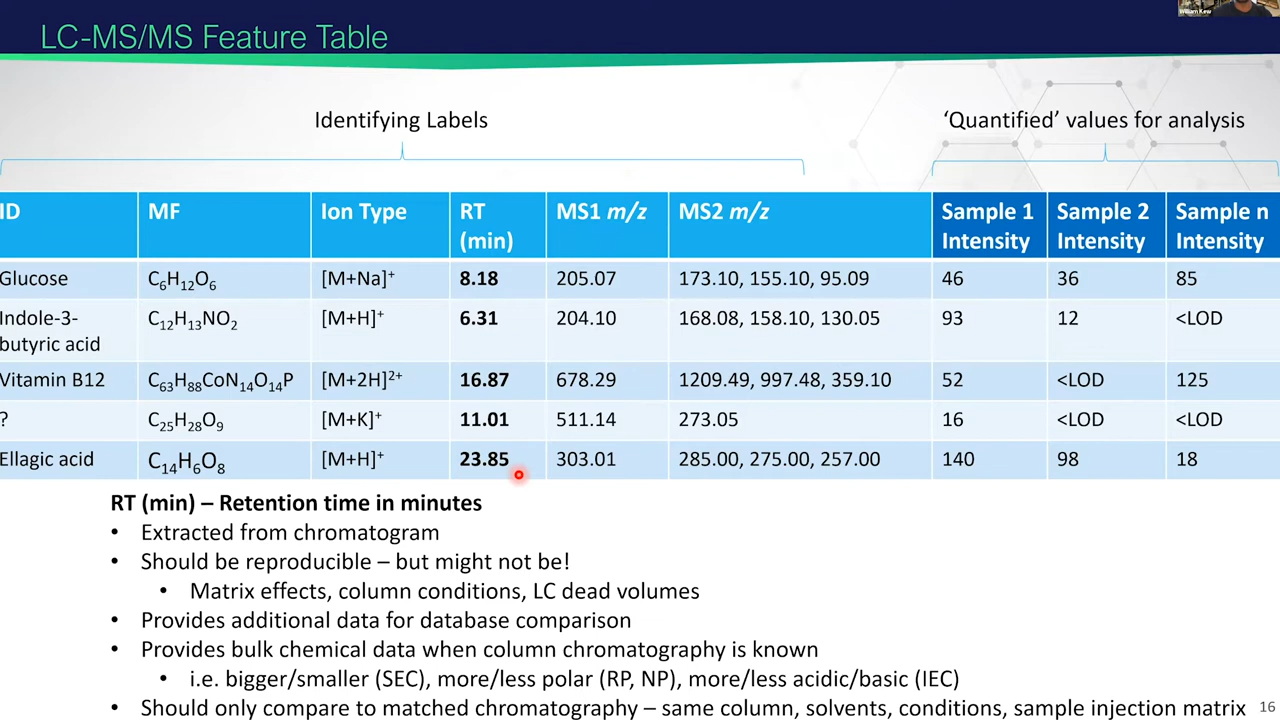 William Kew
LC-MS/MS Feature Table
Identifying Labels
‘Quantified’ values for analysis
ID MF Ion Type RT (min) MS1 m/z MS2 m/z Sample 1 Intensity Sample 2 Intensity Sample n Intensity
Glucose C₆H₁₂O₆ [M+Na]⁺ 8.18 205.07 173.10, 155.10, 95.09 46 36 85
Indole-3-butyric acid C₁₂H₁₃NO₂ [M+H]⁺ 6.31 204.10 168.08, 158.10, 130.05 93 12 <LOD
Vitamin B12 C₆₃H₈₈CoN₁₄O₁₄P [M+2H]²⁺ 16.87 678.29 1209.49, 997.48, 359.10 52 <LOD 125
? C₂₅H₂₈O₉ [M+K]⁺ 11.01 511.14 273.05 16 <LOD <LOD
Ellagic acid C₁₄H₆O₈ [M+H]⁺ 23.85 303.01 285.00, 275.00, 257.00 140 98 18
RT (min) – Retention time in minutes
• Extracted from chromatogram
• Should be reproducible – but might not be!
• Matrix effects, column conditions, LC dead volumes
• Provides additional data for database comparison
• Provides bulk chemical data when column chromatography is known
• i.e. bigger/smaller (SEC), more/less polar (RP, NP), more/less acidic/basic (IEC)
• Should only compare to matched chromatography – same column, solvents, conditions, sample injection matrix
16